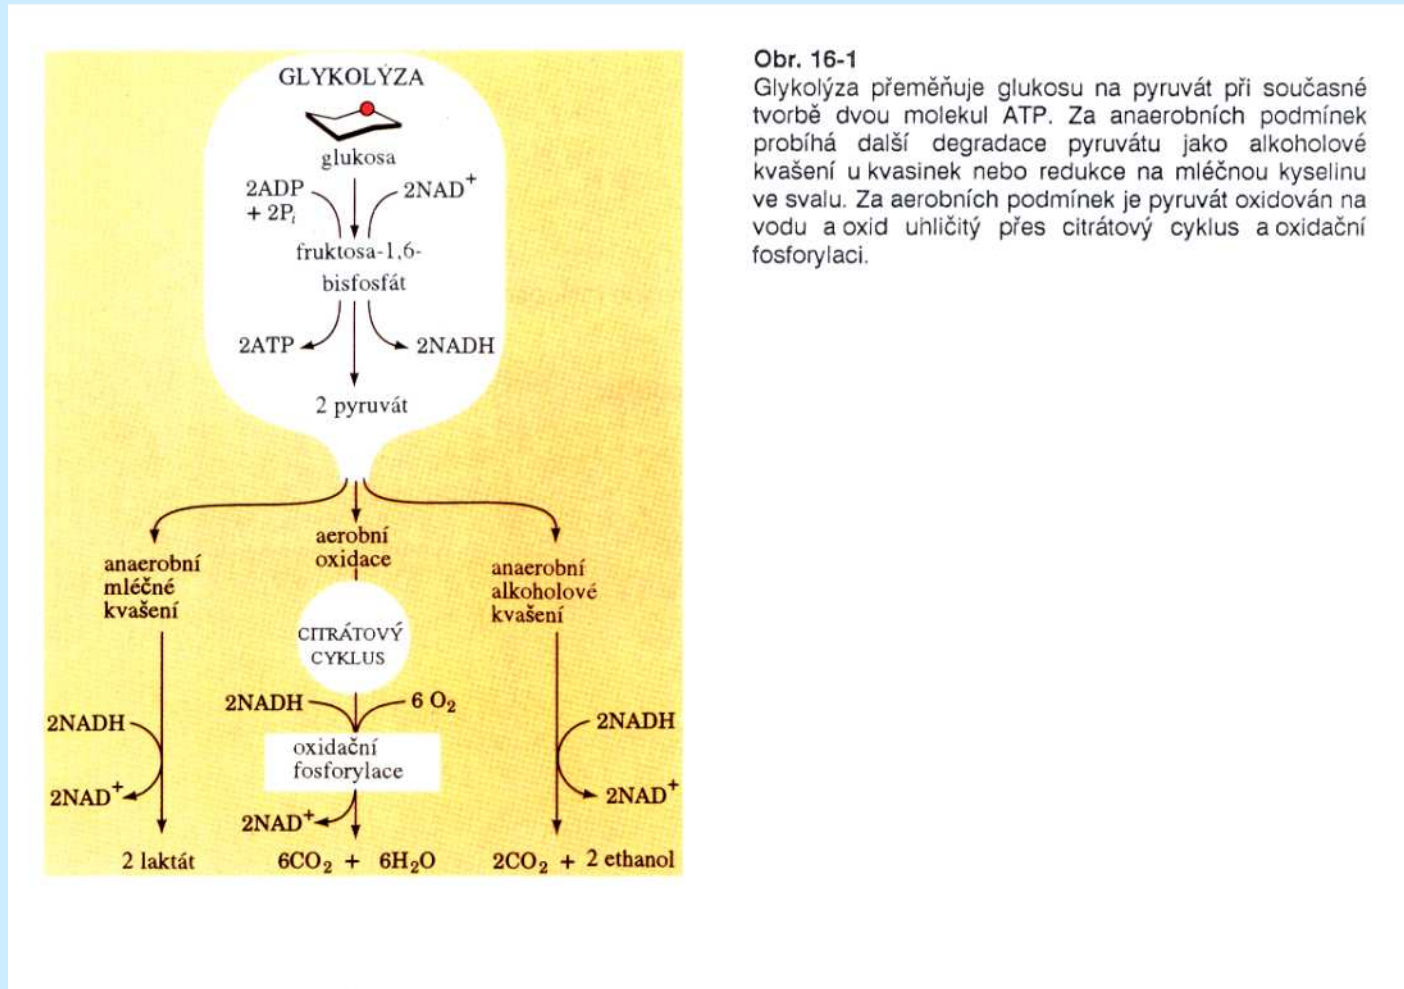 GLYKOLÝZA
glukosa
2ADP
+ 2Pi
2NAD+
fruktosa-1,6-
bisfosfát
2ATP
2NADH
2 pyruvát
anaerobní
mléčné
kvašení
aerobní
oxidace
anaerobní
alkoholové
kvašení
CITRÁTOVÝ
CYKLUS
2NADH
2NAD+
2NADH
6 O2
oxidační
fosforylace
2NAD+
2NADH
2NAD+
2 laktát
6CO2 + 6H2O
2CO2 + 2 ethanol
Obr. 16-1
Glykolýza přeměňuje glukosu na pyruvát při současné
tvorbě dvou molekul ATP. Za anaerobních podmínek
probíhá další degradace pyruvátu jako alkoholové
kvašení u kvasinek nebo redukce na mléčnou kyselinu
ve svalu. Za aerobních podmínek je pyruvát oxidován na
vodu a oxid uhličitý přes citrátový cyklus a oxidační
fosforylaci.